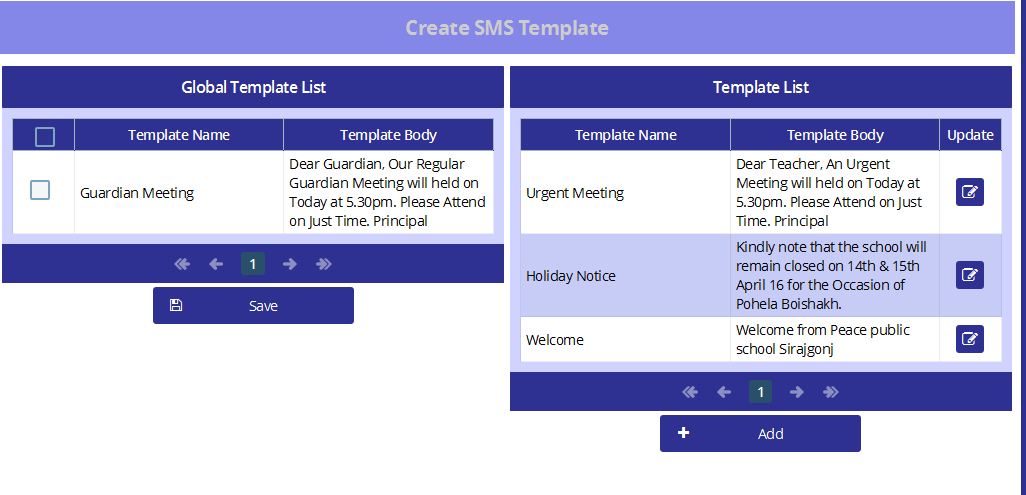 Create SMS Template
Global Template List
Template Name Template Body
Guardian Meeting
Dear Guardian, Our Regular
Guardian Meeting will held on
Today at 5.30pm. Please Attend
on Just Time. Principal
1
Save
Template List
Template Name Template Body Update
Urgent Meeting
Dear Teacher, An Urgent
Meeting will held on Today at
5.30pm. Please Attend on Just
Time. Principal
Holiday Notice
Kindly note that the school will
remain closed on 14th & 15th
April 16 for the Occasion of
Pohela Boishakh.
Welcome
Welcome from Peace public
school Sirajgonj
1
Add